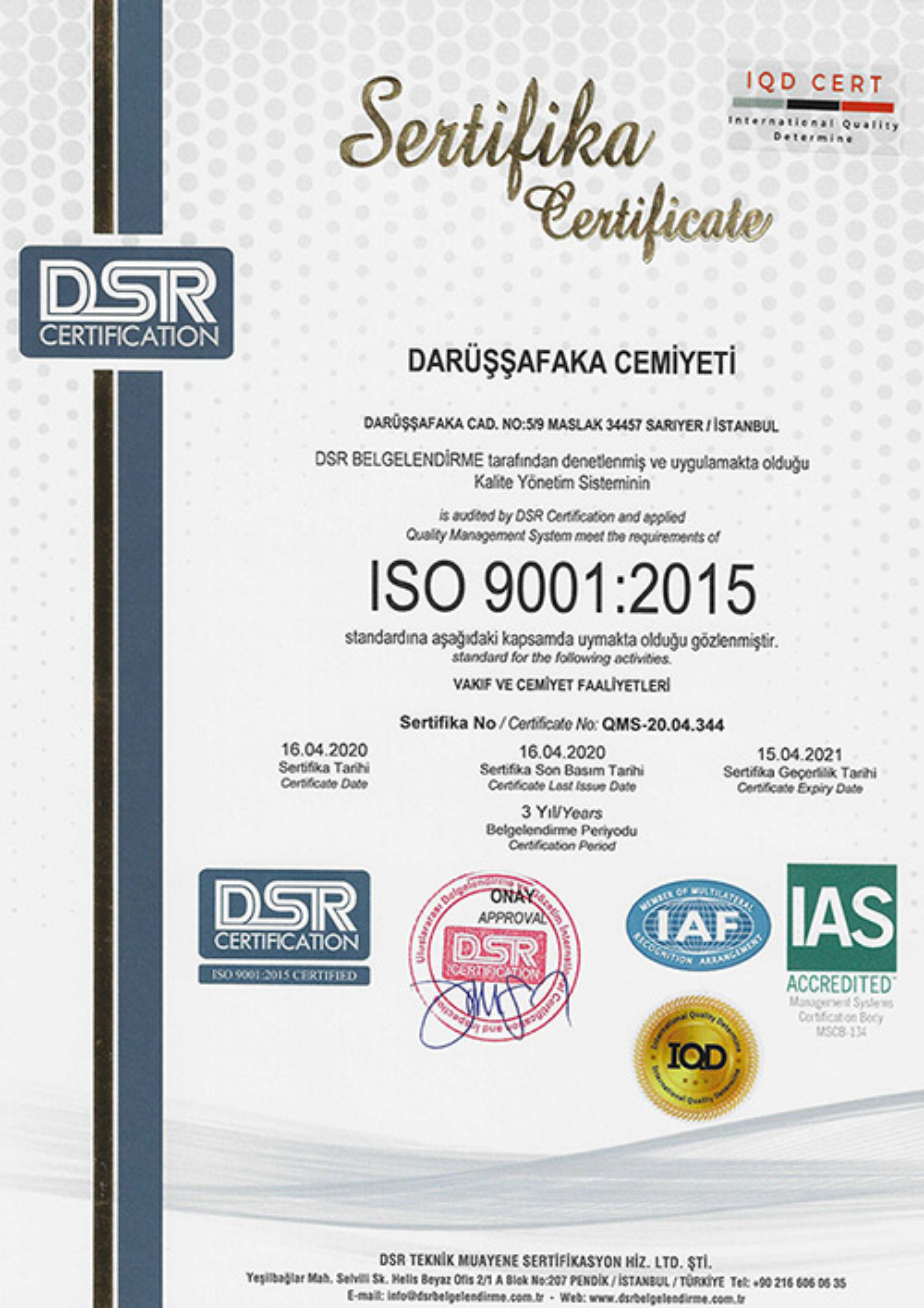 IQD CERT
International Quality
Determine
Sertifika
Certificate
DSR
CERTIFICATION
DARÜŞŞAFAKA CEMİYETİ
DARÜŞŞAFAKA CAD. NO:5/9 MASLAK 34457 SARIYER / İSTANBUL
DSR BELGELENDİRME tarafından denetlenmiş ve uygulamakta olduğu
Kalite Yönetim Sisteminin
is audited by DSR Certification and applied
Quality Management System meet the requirements of
ISO 9001:2015
standardına aşağıdaki kapsamda uymakta olduğu gözlenmiştir.
standard for the following activities.
VAKIF VE CEMİYET FAALİYETLERİ
Sertifika No / Certificate No: QMS-20.04.344
16.04.2020
Sertifika Tarihi
Certificate Date
16.04.2020
Sertifika Son Basım Tarihi
Certificate Last Issue Date
15.04.2021
Sertifika Geçerlilik Tarihi
Certificate Expiry Date
3 Yıl/Years
Belgelendirme Periyodu
Certification Period
DSR
CERTIFICATION
ISO 9001:2015 CERTIFIED
Uluslararası Belgelendirme ve Gözetim International Certification and Inspection
ONAY
APPROVAL
DSR
CERTIFICATION
MEMBER OF MULTILATERAL
IAF
RECOGNITION ARRANGEMENT
IAS
ACCREDITED
Management Systems
Certification Body
MSCB-134
International Quality Determine
IQD
International Quality Determine
DSR TEKNİK MUAYENE SERTİFİKASYON HİZ. LTD. ŞTİ.
Yeşilbağlar Mah. Selvili Sk. Helis Beyaz Ofis 2/1 A Blok No:207 PENDİK / İSTANBUL / TÜRKİYE Tel: +90 216 606 06 35
E-mail: info@dsrbelgelendirme.com.tr - Web: www.dsrbelgelendirme.com.tr